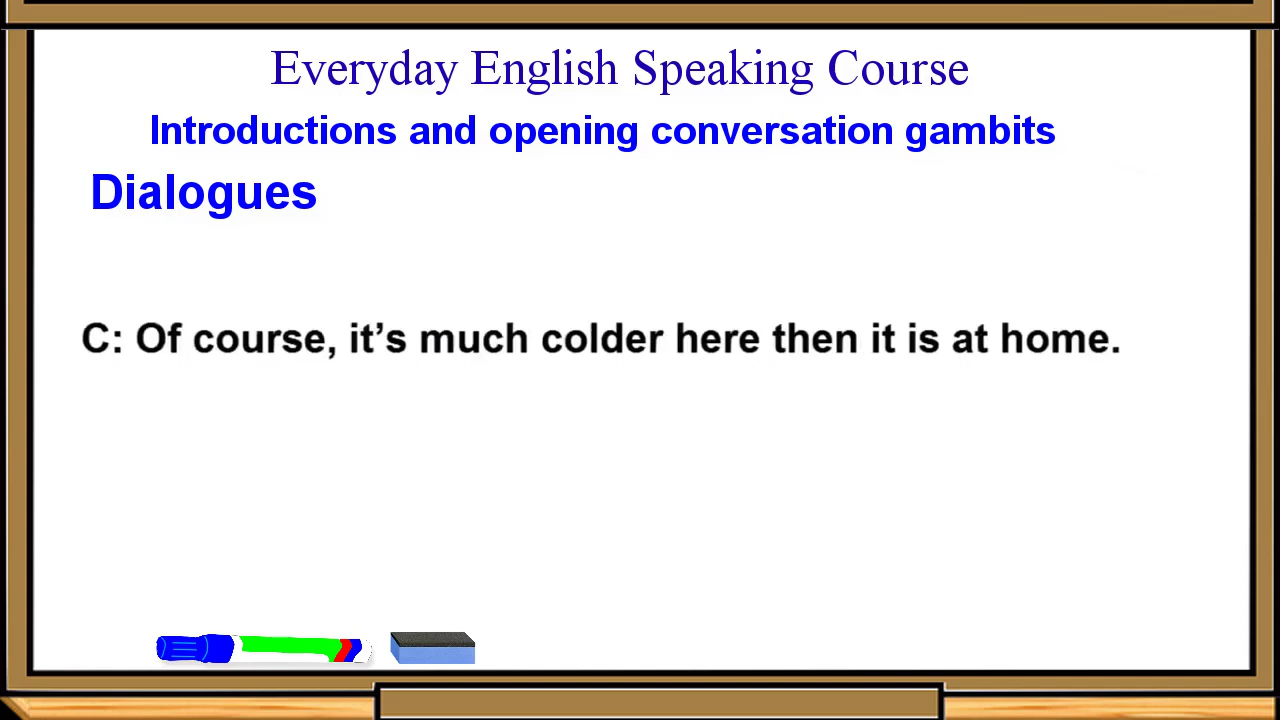 Everyday English Speaking Course
Introductions and opening conversation gambits
Dialogues
C: Of course, it’s much colder here then it is at home.